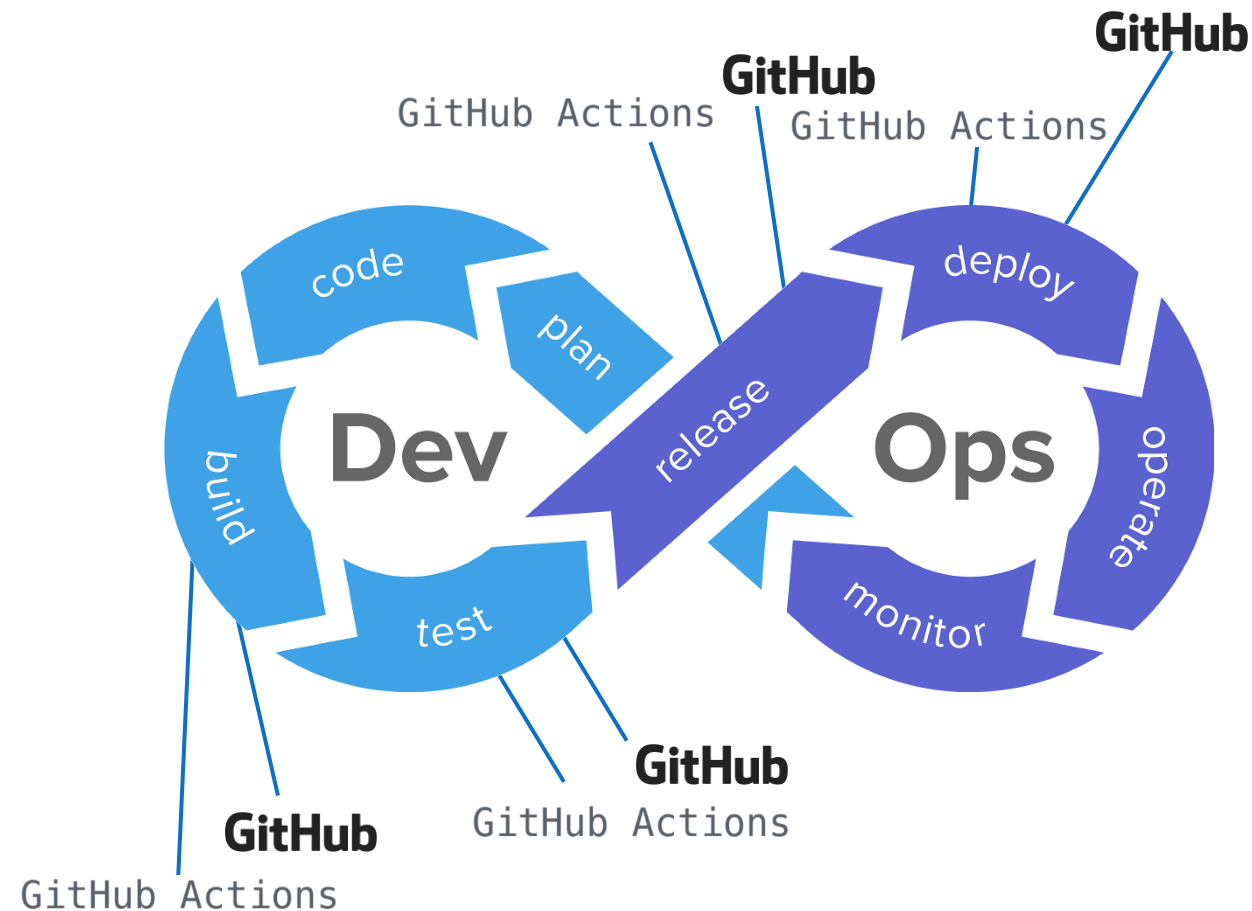 GitHub
GitHub
GitHub Actions
GitHub Actions
code
deploy
plan
release
Dev
Ops
build
operate
test
monitor
GitHub
GitHub Actions
GitHub
GitHub Actions